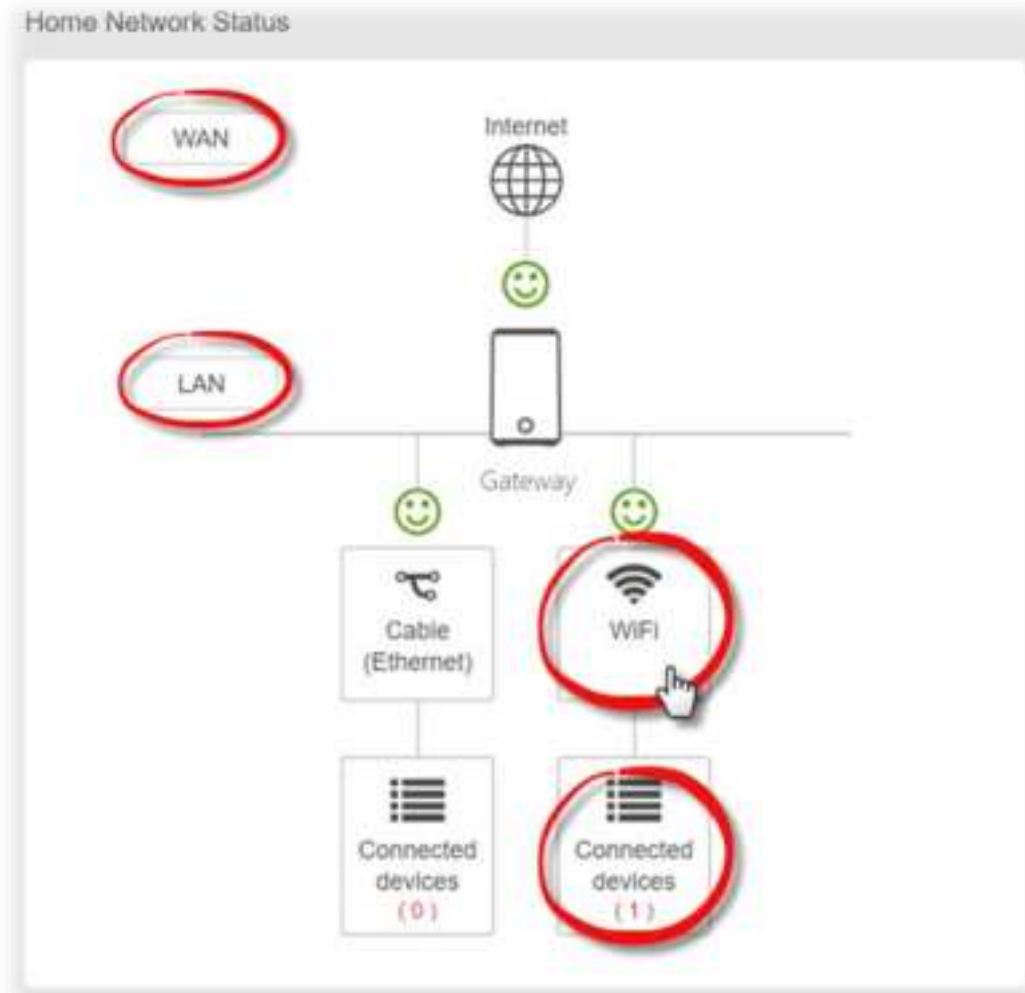 Home Network Status
WAN
Internet
LAN
Gateway
Cable
(Ethernet)
WiFi
Connected
devices
( 0 )
Connected
devices
( 1 )